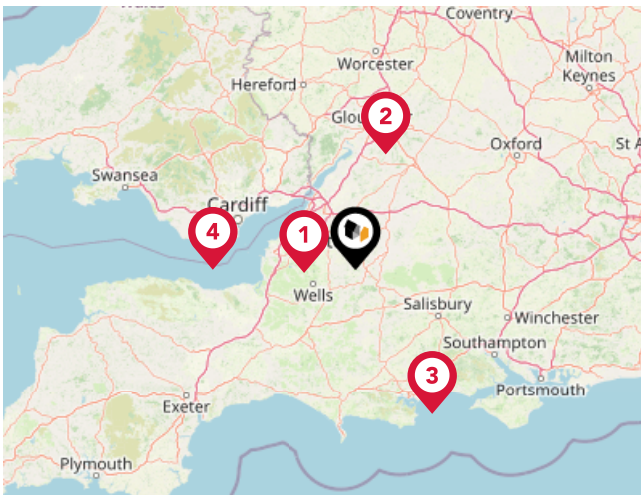 Coventry
Worcester
Milton
Keynes
Hereford
2
Oxford
St A
Swansea
Cardiff
4
1
Wells
Salisbury
Winchester
Southampton
3
Portsmouth
Exeter
Plymouth